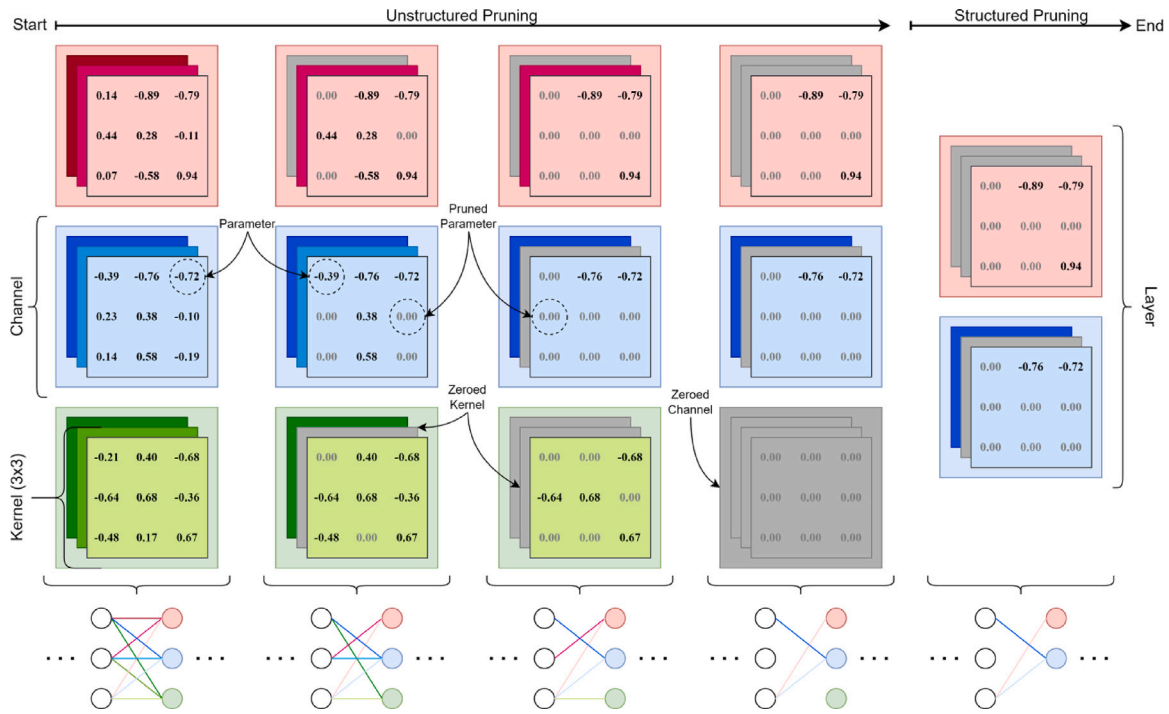 Start
Unstructured Pruning
Structured Pruning
End
0.14 -0.89 -0.79
0.44 0.28 -0.11
0.07 -0.58 0.94
0.00 -0.89 -0.79
0.44 0.28 0.00
0.00 -0.58 0.94
0.00 -0.89 -0.79
0.00 0.00 0.00
0.00 0.00 0.94
0.00 -0.89 -0.79
0.00 0.00 0.00
0.00 0.00 0.94
0.00 -0.89 -0.79
0.00 0.00 0.00
0.00 0.00 0.94
Parameter
Pruned
Parameter
Channel
-0.39 -0.76 -0.72
0.23 0.38 -0.10
0.14 0.58 -0.19
-0.39 -0.76 -0.72
0.00 0.38 0.00
0.00 0.58 0.00
0.00 -0.76 -0.72
0.00 0.00 0.00
0.00 0.00 0.00
0.00 -0.76 -0.72
0.00 0.00 0.00
0.00 0.00 0.00
0.00 -0.76 -0.72
0.00 0.00 0.00
0.00 0.00 0.00
Layer
Zeroed
Kernel
Zeroed
Channel
Kernel (3x3)
-0.21 0.40 -0.68
-0.64 0.68 -0.36
-0.48 0.17 0.67
0.00 0.40 -0.68
-0.64 0.68 -0.36
-0.48 0.00 0.67
0.00 0.00 -0.68
-0.64 0.68 0.00
0.00 0.00 0.67
0.00 0.00 0.00
0.00 0.00 0.00
0.00 0.00 0.00
... ... ... ... ... ...